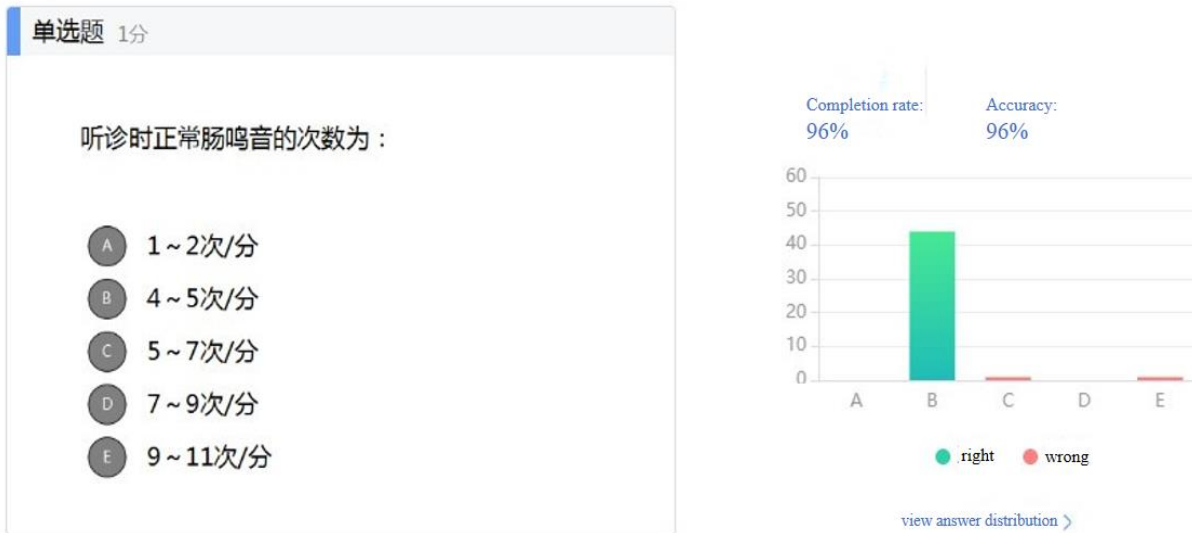 单选题 1分
听诊时正常肠鸣音的次数为：
A 1～2次/分
B 4～5次/分
C 5～7次/分
D 7～9次/分
E 9～11次/分
Completion rate: Accuracy:
96% 96%
60
50
40
30
20
10
0
A B C D E
right wrong
view answer distribution